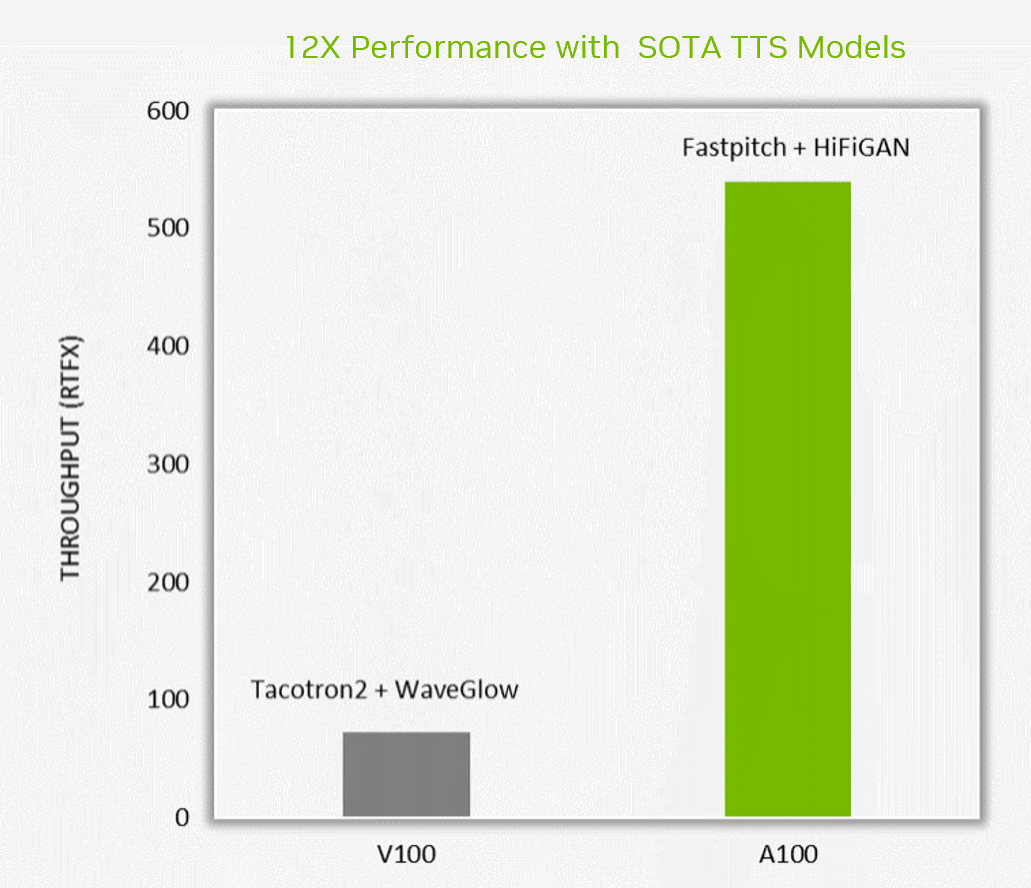 12X Performance with SOTA TTS Models
600
500
400
300
200
100
0
THROUGHPUT (RTFX)
Fastpitch + HiFiGAN
Tacotron2 + WaveGlow
V100
A100